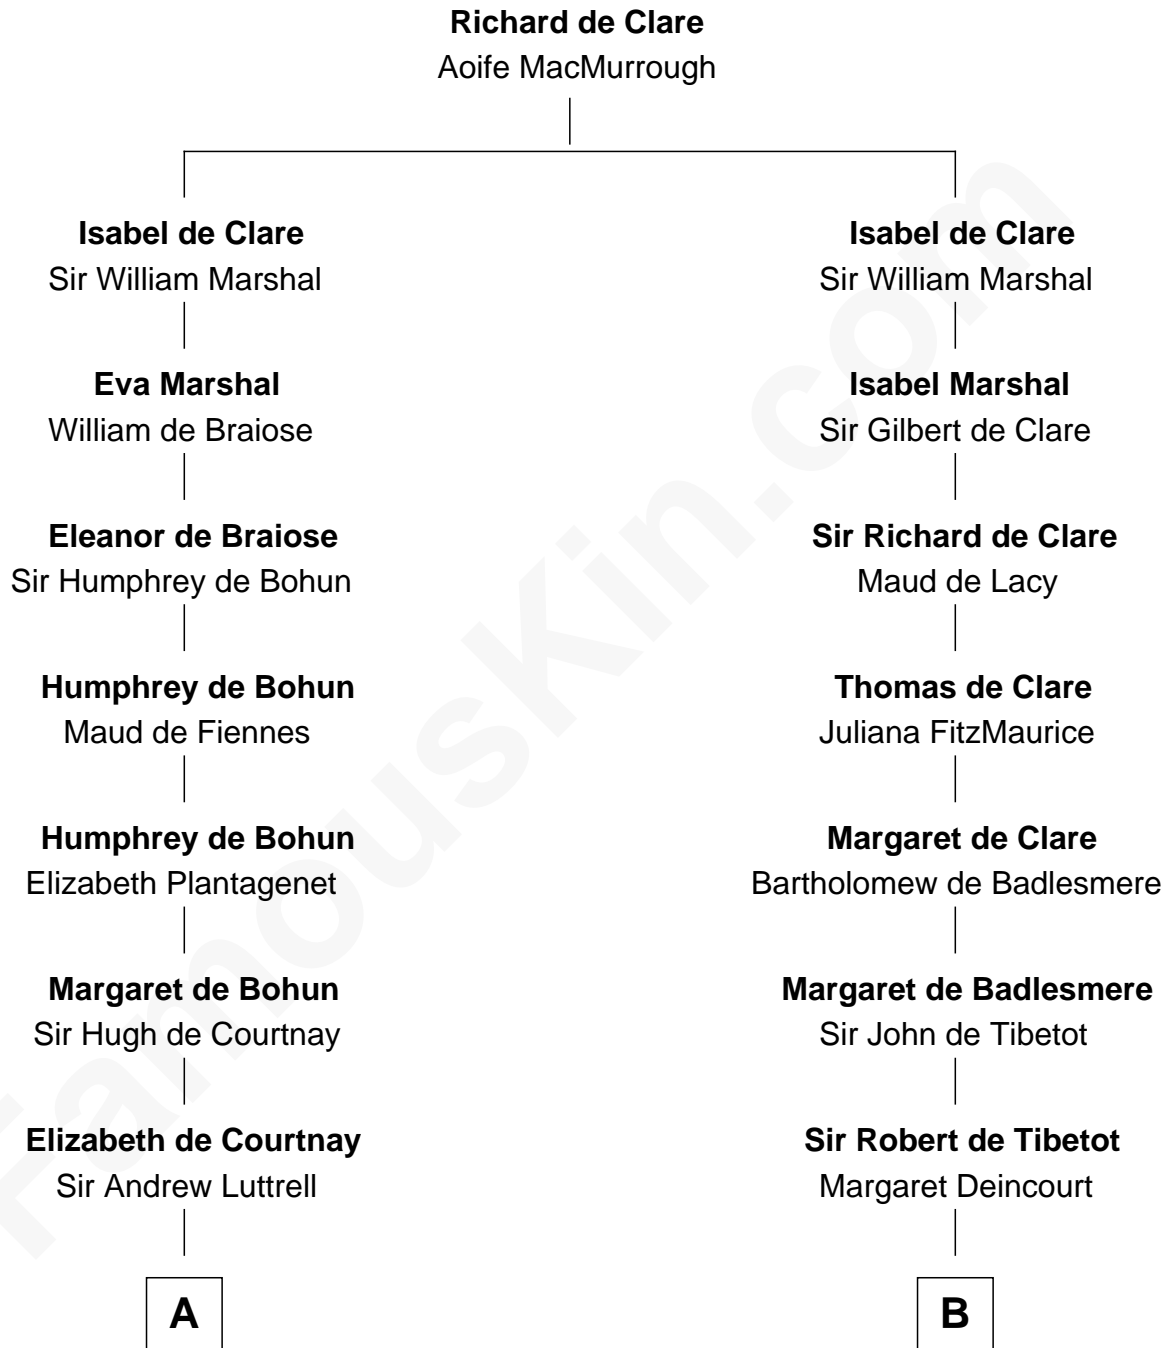 Richard de Clare
Aoife MacMurrough
Isabel de Clare
Sir William Marshal
Isabel de Clare
Sir William Marshal
Eva Marshal
William de Braiose
Isabel Marshal
Sir Gilbert de Clare
Eleanor de Braiose
Sir Humphrey de Bohun
Sir Richard de Clare
Maud de Lacy
Humphrey de Bohun
Maud de Fiennes
Thomas de Clare
Juliana FitzMaurice
Humphrey de Bohun
Elizabeth Plantagenet
Margaret de Clare
Bartholomew de Badlesmere
Margaret de Bohun
Sir Hugh de Courtnay
Margaret de Badlesmere
Sir John de Tibetot
Elizabeth de Courtnay
Sir Andrew Luttrell
Sir Robert de Tibetot
Margaret Deincourt
A
B
FamousKin.com